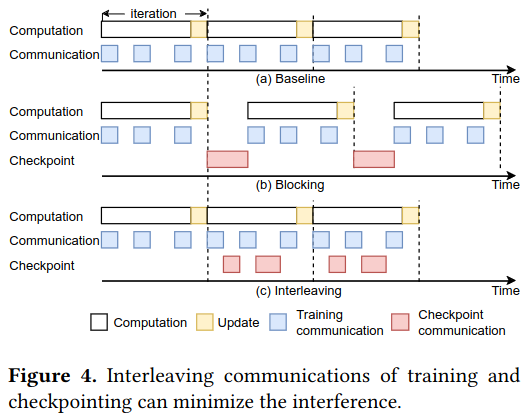 iteration
Computation
Communication
(a) Baseline
Time
Computation
Communication
Checkpoint
(b) Blocking
Time
Computation
Communication
Checkpoint
(c) Interleaving
Time
Computation
Update
Training communication
Checkpoint communication
Figure 4. Interleaving communications of training and
checkpointing can minimize the interference.